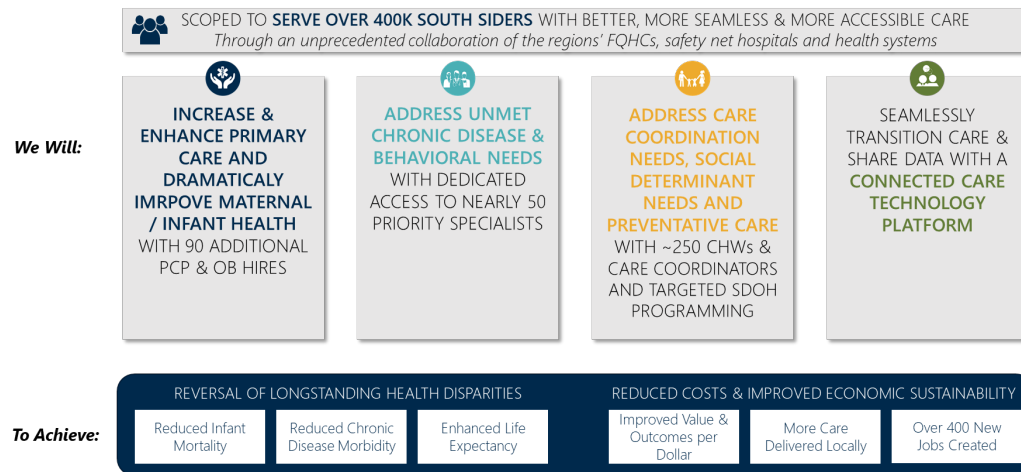 SCOPED TO SERVE OVER 400K SOUTH SIDERS WITH BETTER, MORE SEAMLESS & MORE ACCESSIBLE CARE
Through an unprecedented collaboration of the regions' FQHCs, safety net hospitals and health systems
We Will:
INCREASE &
ENHANCE PRIMARY
CARE AND
DRAMATICALY
IMRPOVE MATERNAL
/ INFANT HEALTH
WITH 90 ADDITIONAL
PCP & OB HIRES
ADDRESS UNMET
CHRONIC DISEASE &
BEHAVIORAL NEEDS
WITH DEDICATED
ACCESS TO NEARLY 50
PRIORITY SPECIALISTS
ADDRESS CARE
COORDINATION
NEEDS, SOCIAL
DETERMINANT
NEEDS AND
PREVENTATIVE CARE
WITH ~250 CHWs &
CARE COORDINATORS
AND TARGETED SDOH
PROGRAMMING
SEAMLESSLY
TRANSITION CARE &
SHARE DATA WITH A
CONNECTED CARE
TECHNOLOGY
PLATFORM
To Achieve:
REVERSAL OF LONGSTANDING HEALTH DISPARITIES
Reduced Infant
Mortality
Reduced Chronic
Disease Morbidity
Enhanced Life
Expectancy
REDUCED COSTS & IMPROVED ECONOMIC SUSTAINABILITY
Improved Value &
Outcomes per
Dollar
More Care
Delivered Locally
Over 400 New
Jobs Created